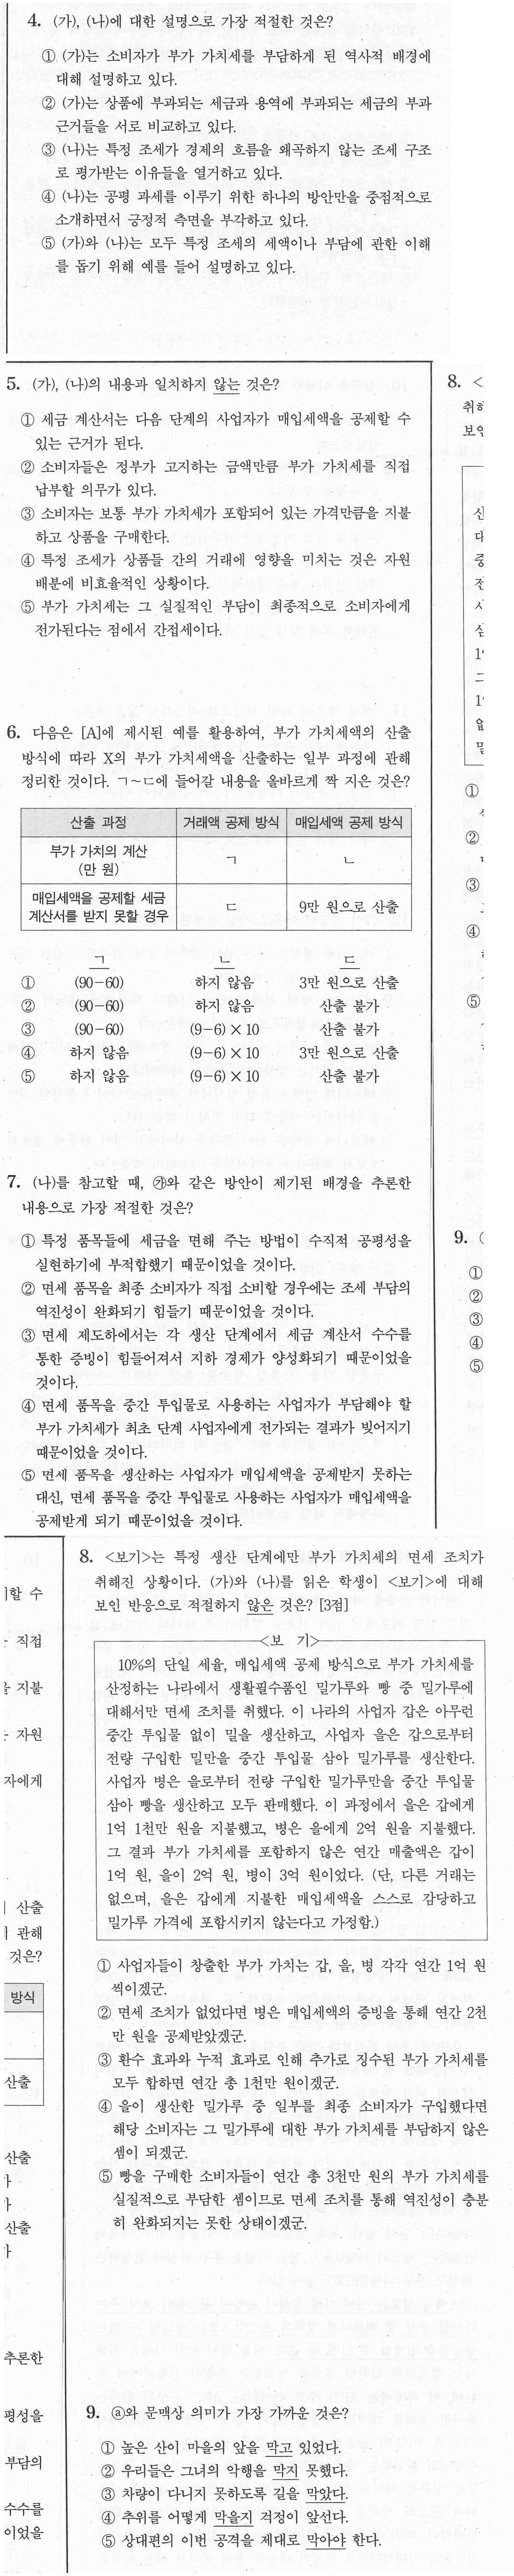 4. (가), (나)에 대한 설명으로 가장 적절한 것은?
① (가)는 소비자가 부가 가치세를 부담하게 된 역사적 배경에
대해 설명하고 있다.
② (가)는 상품에 부과되는 세금과 용역에 부과되는 세금의 부과
근거들을 서로 비교하고 있다.
③ (나)는 특정 조세가 경제의 흐름을 왜곡하지 않는 조세 구조
로 평가받는 이유들을 열거하고 있다.
④ (나)는 공평 과세를 이루기 위한 하나의 방안만을 중점적으로
소개하면서 긍정적 측면을 부각하고 있다.
⑤ (가)와 (나)는 모두 특정 조세의 세액이나 부담에 관한 이해
를 돕기 위해 예를 들어 설명하고 있다.
5. (가), (나)의 내용과 일치하지 않는 것은?
① 세금 계산서는 다음 단계의 사업자가 매입세액을 공제할 수
있는 근거가 된다.
② 소비자들은 정부가 고지하는 금액만큼 부가 가치세를 직접
납부할 의무가 있다.
③ 소비자는 보통 부가 가치세가 포함되어 있는 가격만큼을 지불
하고 상품을 구매한다.
④ 특정 조세가 상품들 간의 거래에 영향을 미치는 것은 자원
배분에 비효율적인 상황이다.
⑤ 부가 가치세는 그 실질적인 부담이 최종적으로 소비자에게
전가된다는 점에서 간접세이다.
6. 다음은 [A]에 제시된 예를 활용하여, 부가 가치세액의 산출
방식에 따라 X의 부가 가치세액을 산출하는 일부 과정에 관해
정리한 것이다. ㄱ~ㄷ에 들어갈 내용을 올바르게 짝 지은 것은?
산출 과정 거래액 공제 방식 매입세액 공제 방식
부가 가치의 계산
(만 원) ㄱ ㄴ
매입세액을 공제할 세금
계산서를 받지 못할 경우 ㄷ 9만 원으로 산출
ㄱ ㄴ ㄷ
① (90-60) 하지 않음 3만 원으로 산출
② (90-60) 하지 않음 산출 불가
③ (90-60) (9-6)×10 산출 불가
④ 하지 않음 (9-6)×10 3만 원으로 산출
⑤ 하지 않음 (9-6)×10 산출 불가
7. (나)를 참고할 때, ㉮와 같은 방안이 제기된 배경을 추론한
내용으로 가장 적절한 것은?
① 특정 품목들에 세금을 면해 주는 방법이 수직적 공평성을
실현하기에 부적합했기 때문이었을 것이다.
② 면세 품목을 최종 소비자가 직접 소비할 경우에는 조세 부담의
역진성이 완화되기 힘들기 때문이었을 것이다.
③ 면세 제도하에서는 각 생산 단계에서 세금 계산서 수수를
통한 증빙이 힘들어져서 지하 경제가 양성화되기 때문이었을
것이다.
④ 면세 품목을 중간 투입물로 사용하는 사업자가 부담해야 할
부가 가치세가 최초 단계 사업자에게 전가되는 결과가 빚어지기
때문이었을 것이다.
⑤ 면세 품목을 생산하는 사업자가 매입세액을 공제받지 못하는
대신, 면세 품목을 중간 투입물로 사용하는 사업자가 매입세액을
공제받게 되기 때문이었을 것이다.
8. <보기>는 특정 생산 단계에만 부가 가치세의 면세 조치가
취해진 상황이다. (가)와 (나)를 읽은 학생이 <보기>에 대해
보인 반응으로 적절하지 않은 것은? [3점]
<보 기>
10%의 단일 세율, 매입세액 공제 방식으로 부가 가치세를
산정하는 나라에서 생활필수품인 밀가루와 빵 중 밀가루에
대해서만 면세 조치를 취했다. 이 나라의 사업자 갑은 아무런
중간 투입물 없이 밀을 생산하고, 사업자 을은 갑으로부터
전량 구입한 밀만을 중간 투입물 삼아 밀가루를 생산한다.
사업자 병은 을로부터 전량 구입한 밀가루만을 중간 투입물
삼아 빵을 생산하고 모두 판매했다. 이 과정에서 을은 갑에게
1억 1천만 원을 지불했고, 병은 을에게 2억 원을 지불했다.
그 결과 부가 가치세를 포함하지 않은 연간 매출액은 갑이
1억 원, 을이 2억 원, 병이 3억 원이었다. (단, 다른 거래는
없으며, 을은 갑에게 지불한 매입세액을 스스로 감당하고
밀가루 가격에 포함시키지 않는다고 가정함.)
① 사업자들이 창출한 부가 가치는 갑, 을, 병 각각 연간 1억 원
씩이겠군.
② 면세 조치가 없었다면 병은 매입세액의 증빙을 통해 연간 2천
만 원을 공제받았겠군.
③ 환수 효과와 누적 효과로 인해 추가로 징수된 부가 가치세를
모두 합하면 연간 총 1천만 원이겠군.
④ 을이 생산한 밀가루 중 일부를 최종 소비자가 구입했다면
해당 소비자는 그 밀가루에 대한 부가 가치세를 부담하지 않은
셈이 되겠군.
⑤ 빵을 구매한 소비자들이 연간 총 3천만 원의 부가 가치세를
실질적으로 부담한 셈이므로 면세 조치를 통해 역진성이 충분
히 완화되지는 못한 상태이겠군.
9. ⓐ와 문맥상 의미가 가장 가까운 것은?
① 높은 산이 마을의 앞을 막고 있었다.
② 우리들은 그녀의 악행을 막지 못했다.
③ 차량이 다니지 못하도록 길을 막았다.
④ 추위를 어떻게 막을지 걱정이 앞선다.
⑤ 상대편의 이번 공격을 제대로 막아야 한다.